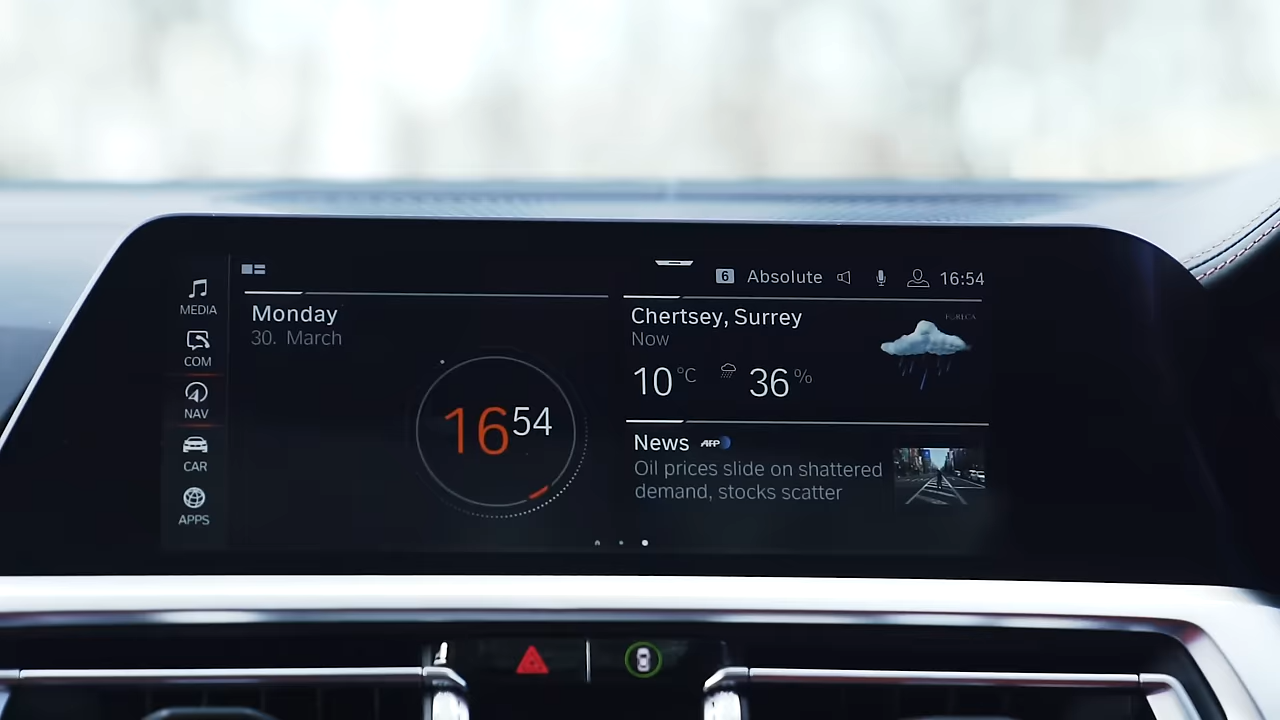 MEDIA
COM
NAV
CAR
APPS
6 Absolute 16:54
Monday
30. March
16 54
Chertsey, Surrey
Now
FORECA
10 °C 36 %
News AFP
Oil prices slide on shattered
demand, stocks scatter